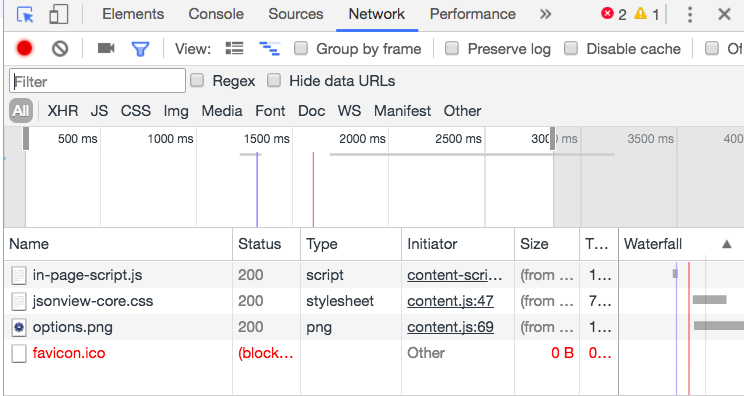 Elements Console Sources Network Performance » 2 1
View: Group by frame Preserve log Disable cache Of
Filter Regex Hide data URLs
All XHR JS CSS Img Media Font Doc WS Manifest Other
500 ms 1000 ms 1500 ms 2000 ms 2500 ms 3000 ms 3500 ms 400
Name Status Type Initiator Size T... Waterfall
in-page-script.js 200 script content-scri... (from ... 1...
jsonview-core.css 200 stylesheet content.js:47 (from ... 7...
options.png 200 png content.js:69 (from ... 1...
favicon.ico (block... Other 0 B 0...